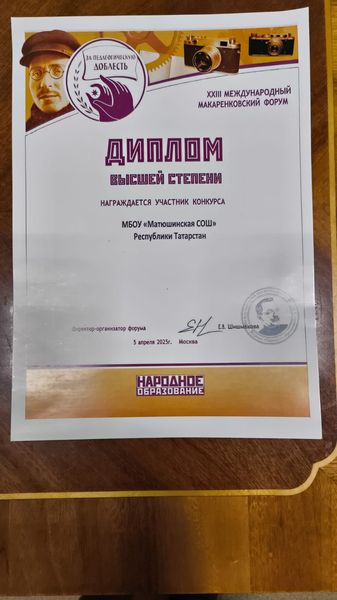 ЗА ПЕДАГОГИЧЕСКУЮ
ДОБЛЕСТЬ
XXIII МЕЖДУНАРОДНЫЙ
МАКАРЕНКОВСКИЙ ФОРУМ
ДИПЛОМ
ВЫСШЕЙ СТЕПЕНИ
НАГРАЖДАЕТСЯ УЧАСТНИК КОНКУРСА
МБОУ «Матюшинская СОШ»
Республики Татарстан
Директор-организатор форума
Е.В. Шишмакова
5 апреля 2025г. Москва
НАРОДНОЕ
ОБРАЗОВАНИЕ